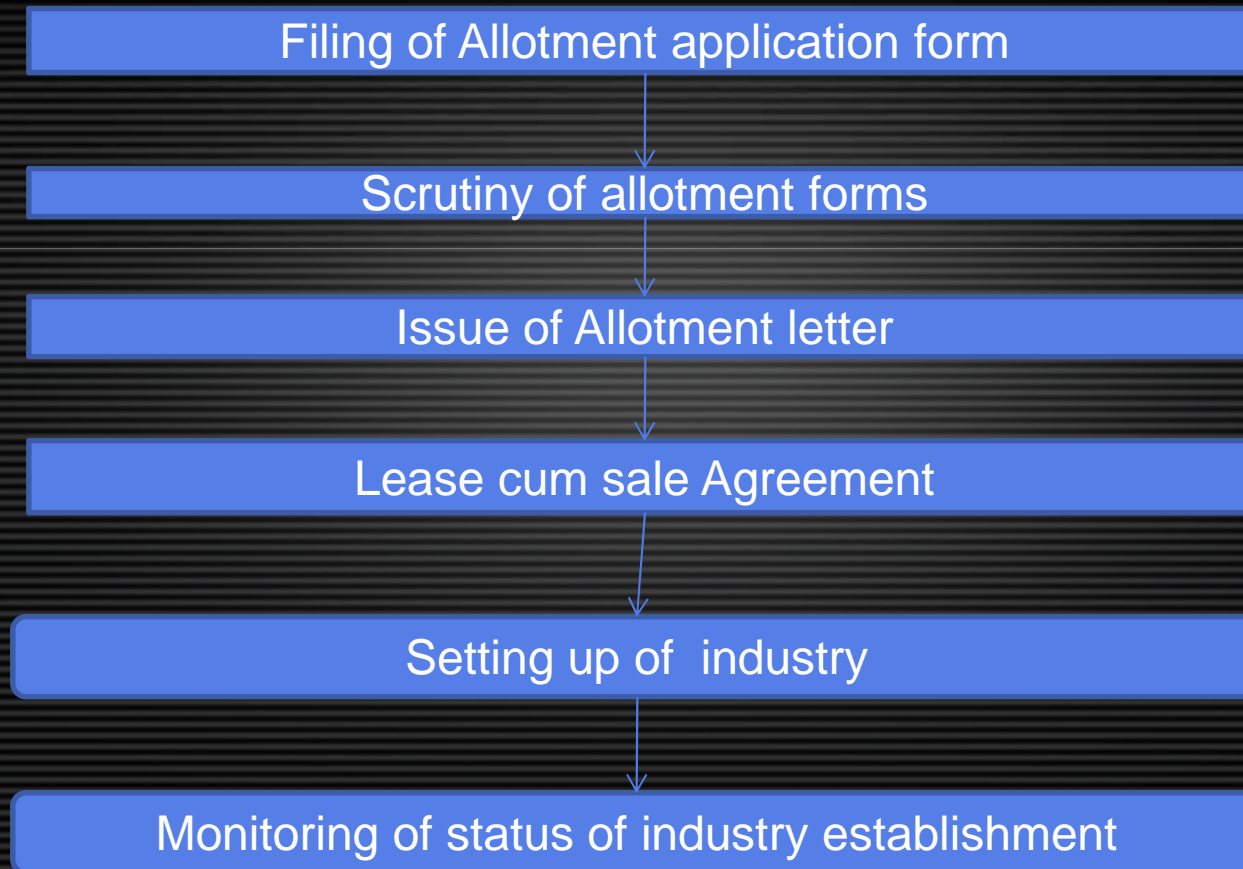 Filing of Allotment application form
Scrutiny of allotment forms
Issue of Allotment letter
Lease cum sale Agreement
Setting up of industry
Monitoring of status of industry establishment